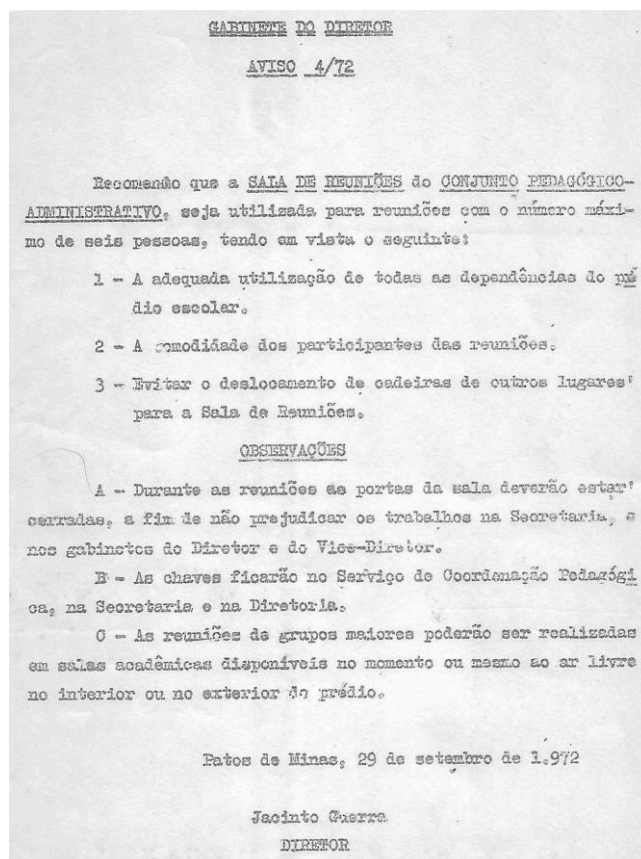 GABINETE DO DIRETOR
AVISO 4/72
Recomendo que a SALA DE REUNIÕES do CONJUNTO PEDAGÓGICO-
ADMINISTRATIVO, seja utilizada para reuniões com o número máxi-
mo de seis pessoas, tendo em vista o seguinte:
1 - A adequada utilização de todas as dependências do pré
dio escolar.
2 - A comodidade dos participantes das reuniões.
3 - Evitar o deslocamento de cadeiras de outros lugares'
para a Sala de Reuniões.
OBSERVAÇÕES
A - Durante as reuniões as portas da sala deverão estar'
cerradas, a fim de não prejudicar os trabalhos na Secretaria, e
nos gabinetes do Diretor e do Vice-Diretor.
B - As chaves ficarão no Serviço de Coordenação Pedagógi
ca, na Secretaria e na Diretoria.
C - As reuniões de grupos maiores poderão ser realizadas
em salas acadêmicas disponíveis no momento ou mesmo ao ar livre
no interior ou no exterior do prédio.
Patos de Minas, 29 de setembro de 1.972
Jacinto Guerra
DIRETOR